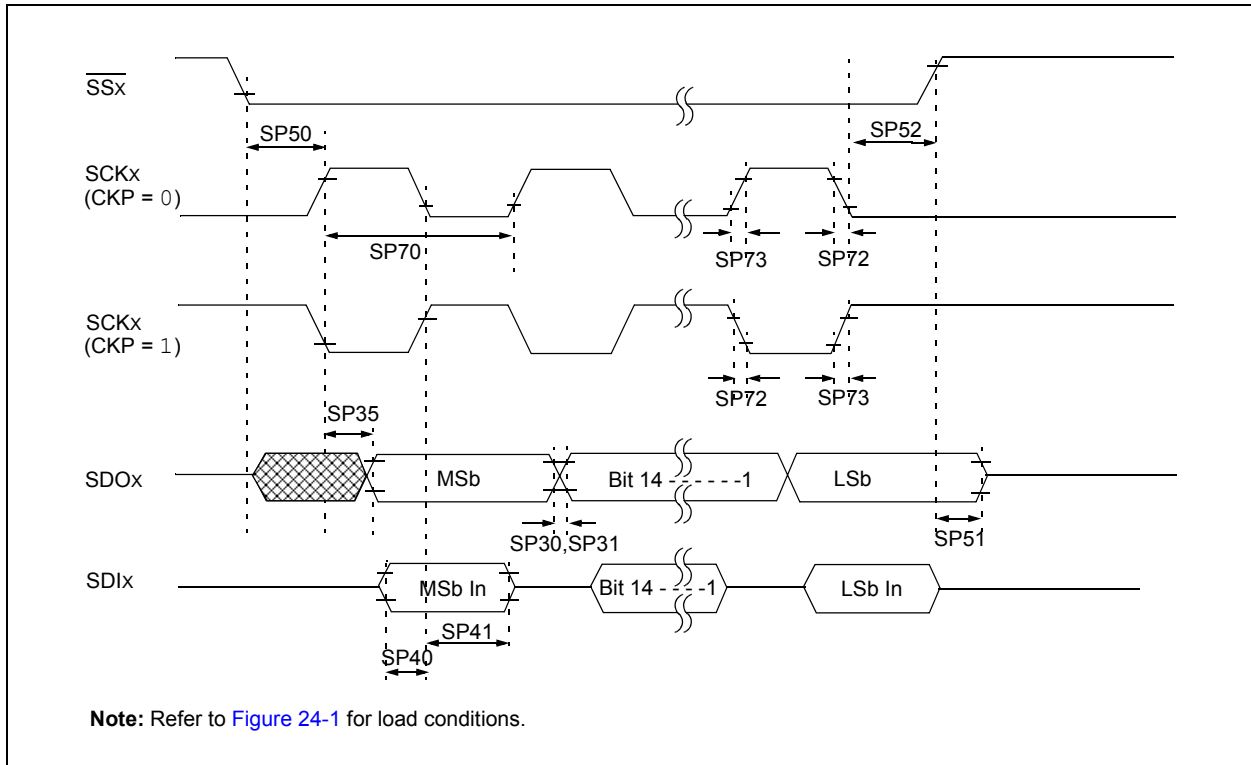 SSx
SP50
SP52
SCKx
(CKP = 0)
SP70
SP73
SP72
SCKx
(CKP = 1)
SP72
SP73
SP35
SDOx
MSb
Bit 14 - - - - - -1
LSb
SP30,SP31
SP51
SDIx
MSb In
Bit 14 - - - -1
LSb In
SP41
SP40
Note: Refer to Figure 24-1 for load conditions.